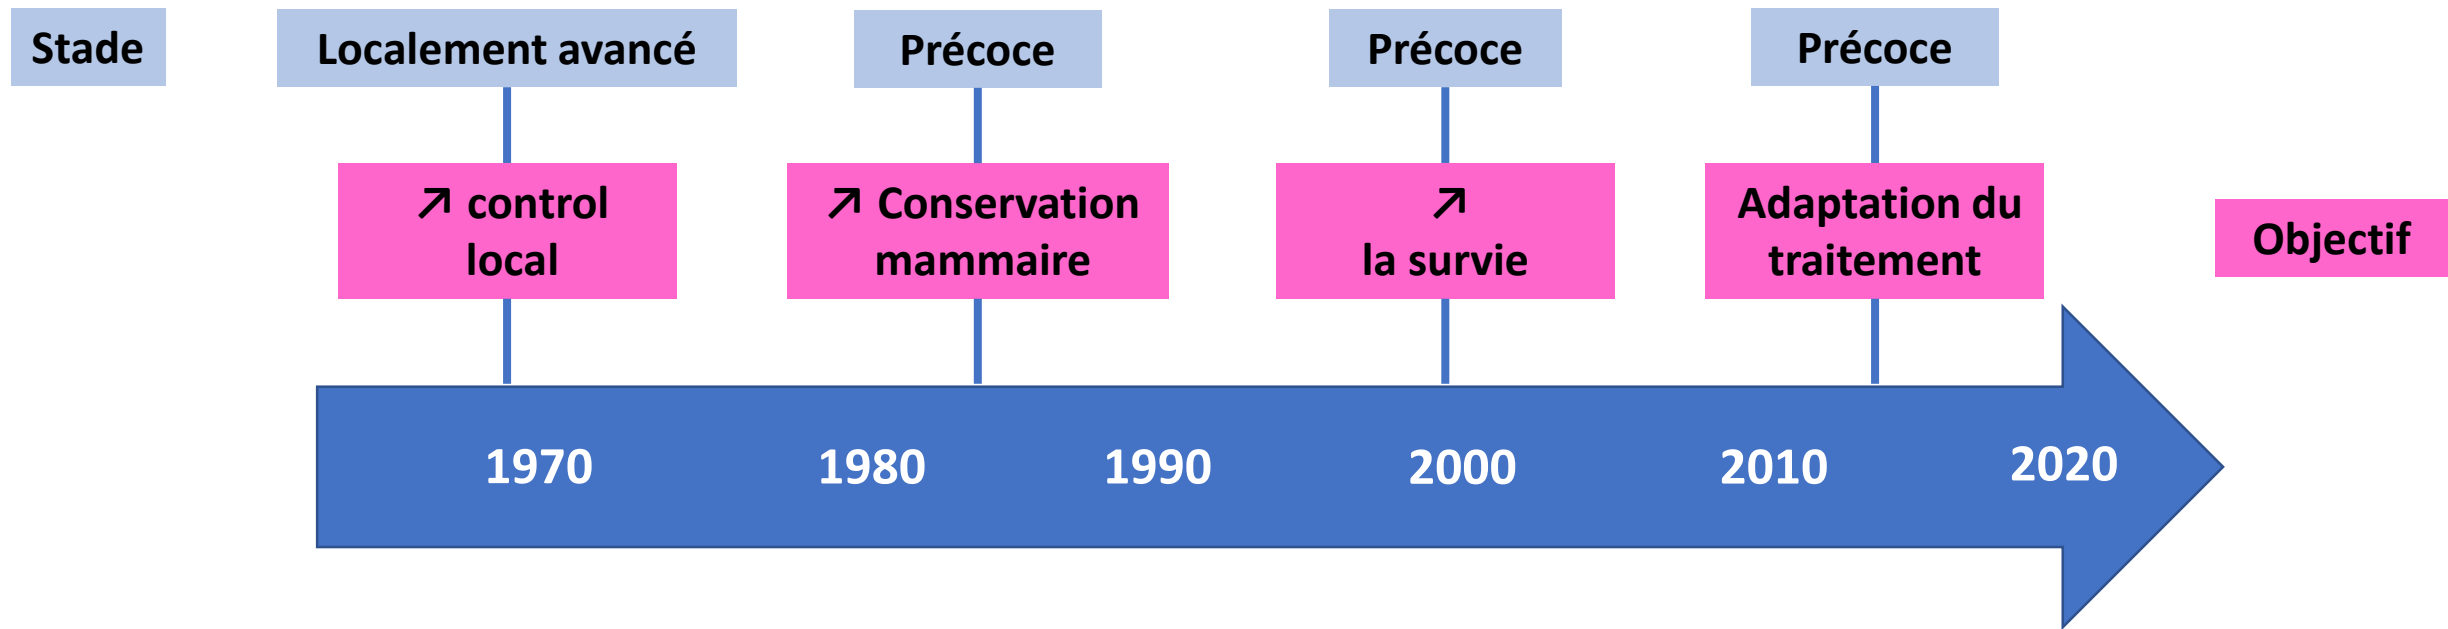 Stade
Localement avancé
Précoce
Précoce
Précoce
↗ control
local
↗ Conservation
mammaire
↗
la survie
Adaptation du
traitement
Objectif
1970
1980
1990
2000
2010
2020